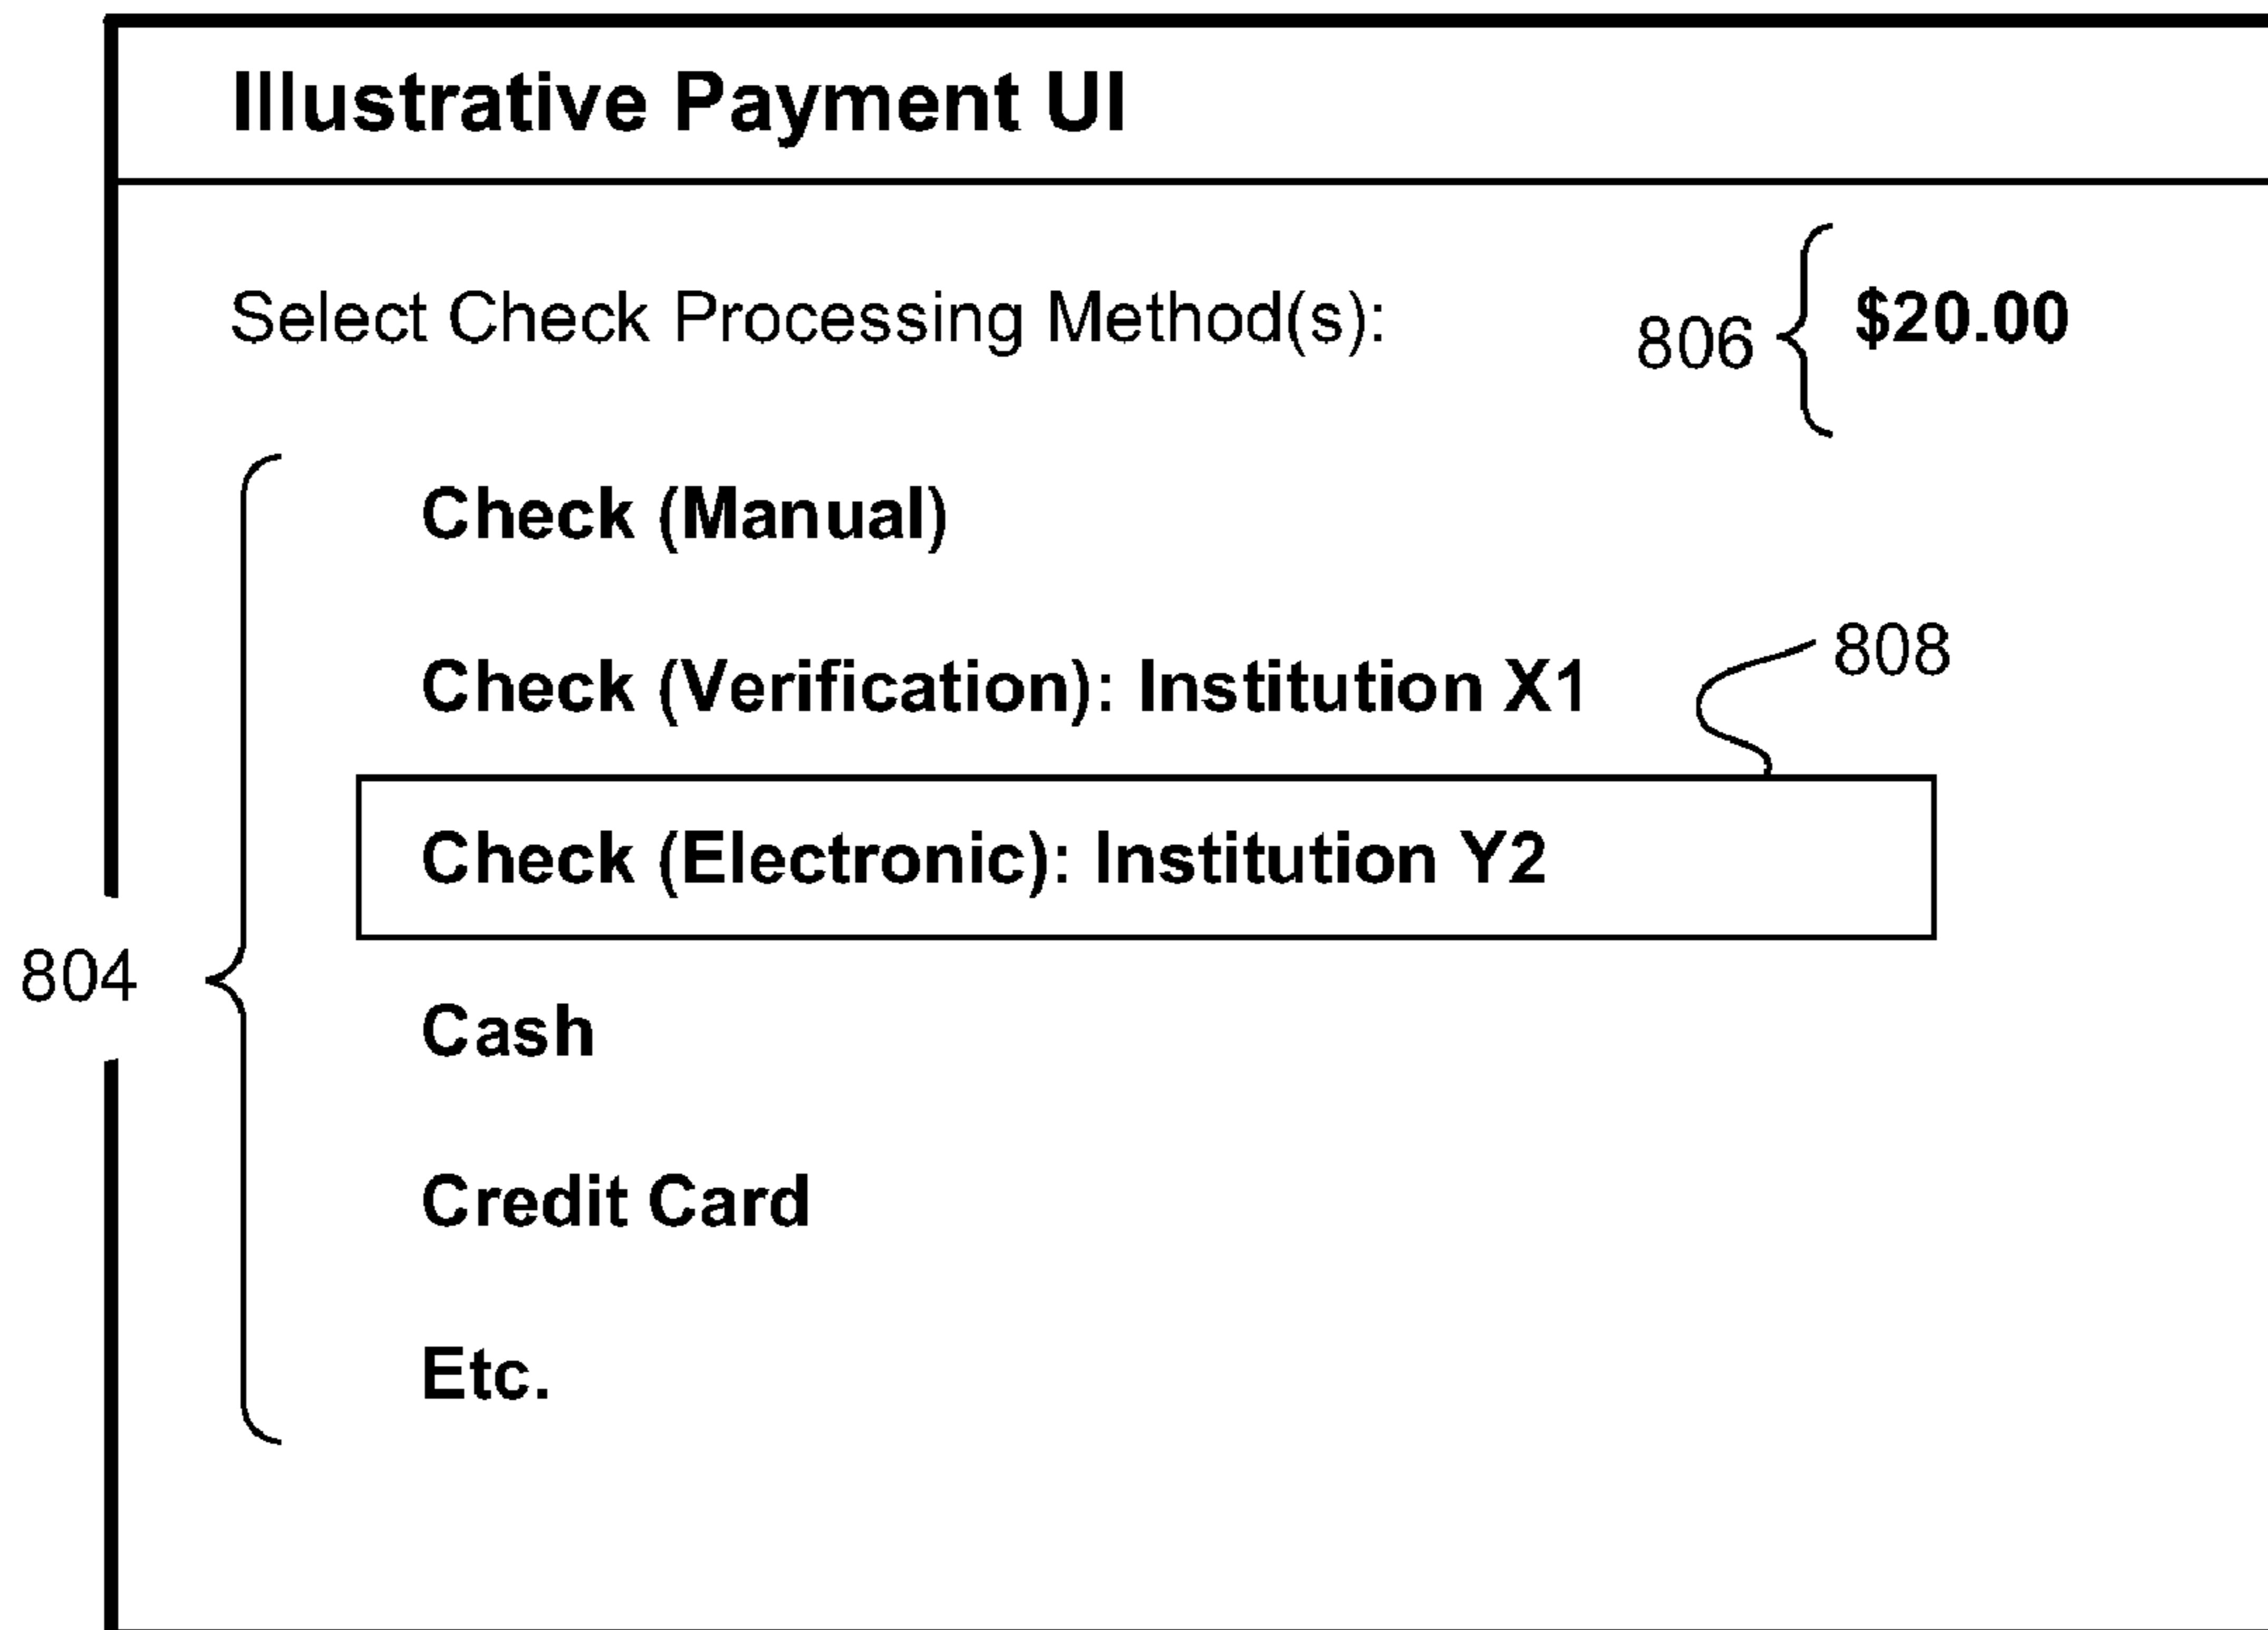 Illustrative Payment UI
Select Check Processing Method(s):
806
$20.00
Check (Manual)
Check (Verification): Institution X1
808
Check (Electronic): Institution Y2
804
Cash
Credit Card
Etc.